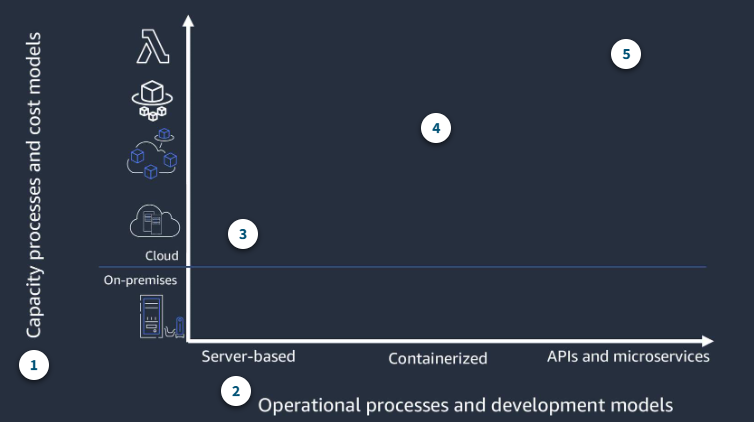 Capacity processes and cost models
1
Cloud
On-premises
3
4
5
Server-based
Containerized
APIs and microservices
2
Operational processes and development models